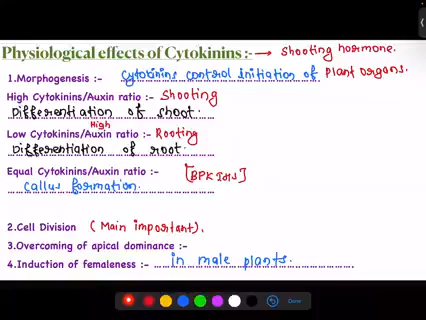 Physiological effects of Cytokinins :- → Shooting hormone.
1.Morphogenesis :- Cytokinins control initiation of Plant organs.
High Cytokinins/Auxin ratio :- Shooting
Differentiation of shoot.
High
Low Cytokinins/Auxin ratio :- Rooting
Differentiation of root.
Equal Cytokinins/Auxin ratio :- [BPKIHS]
Callus formation.
2.Cell Division (Main important).
3.Overcoming of apical dominance :-
4.Induction of femaleness :- in male plants.
Done